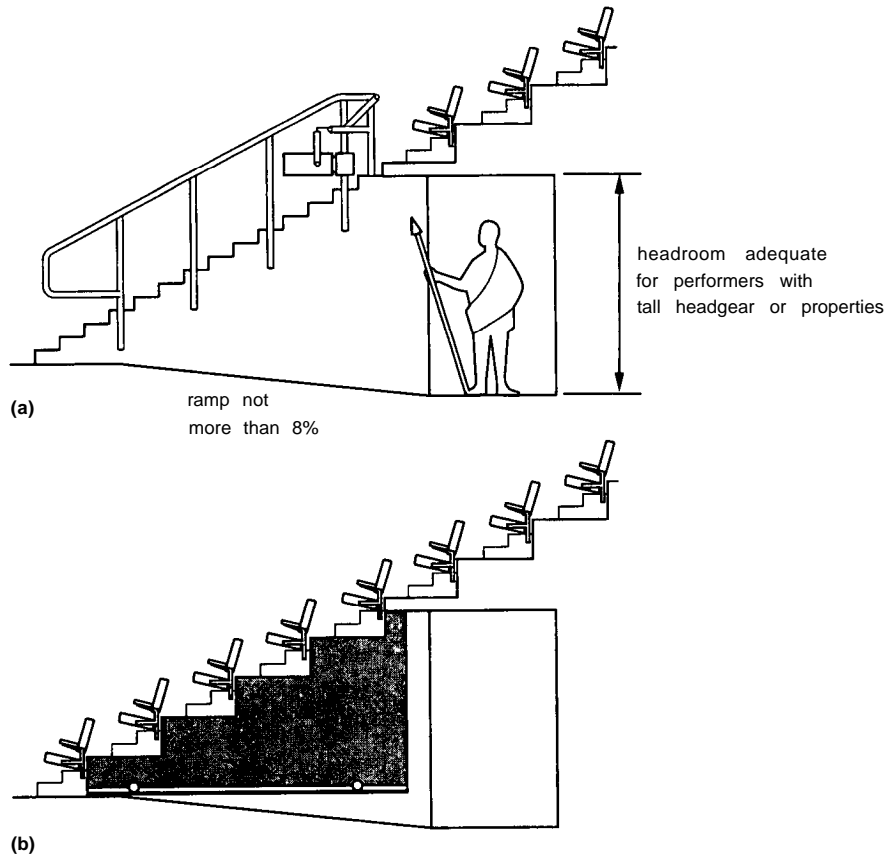 headroom adequate
for performers with
tall headgear or properties
(a)
ramp not
more than 8%
(b)